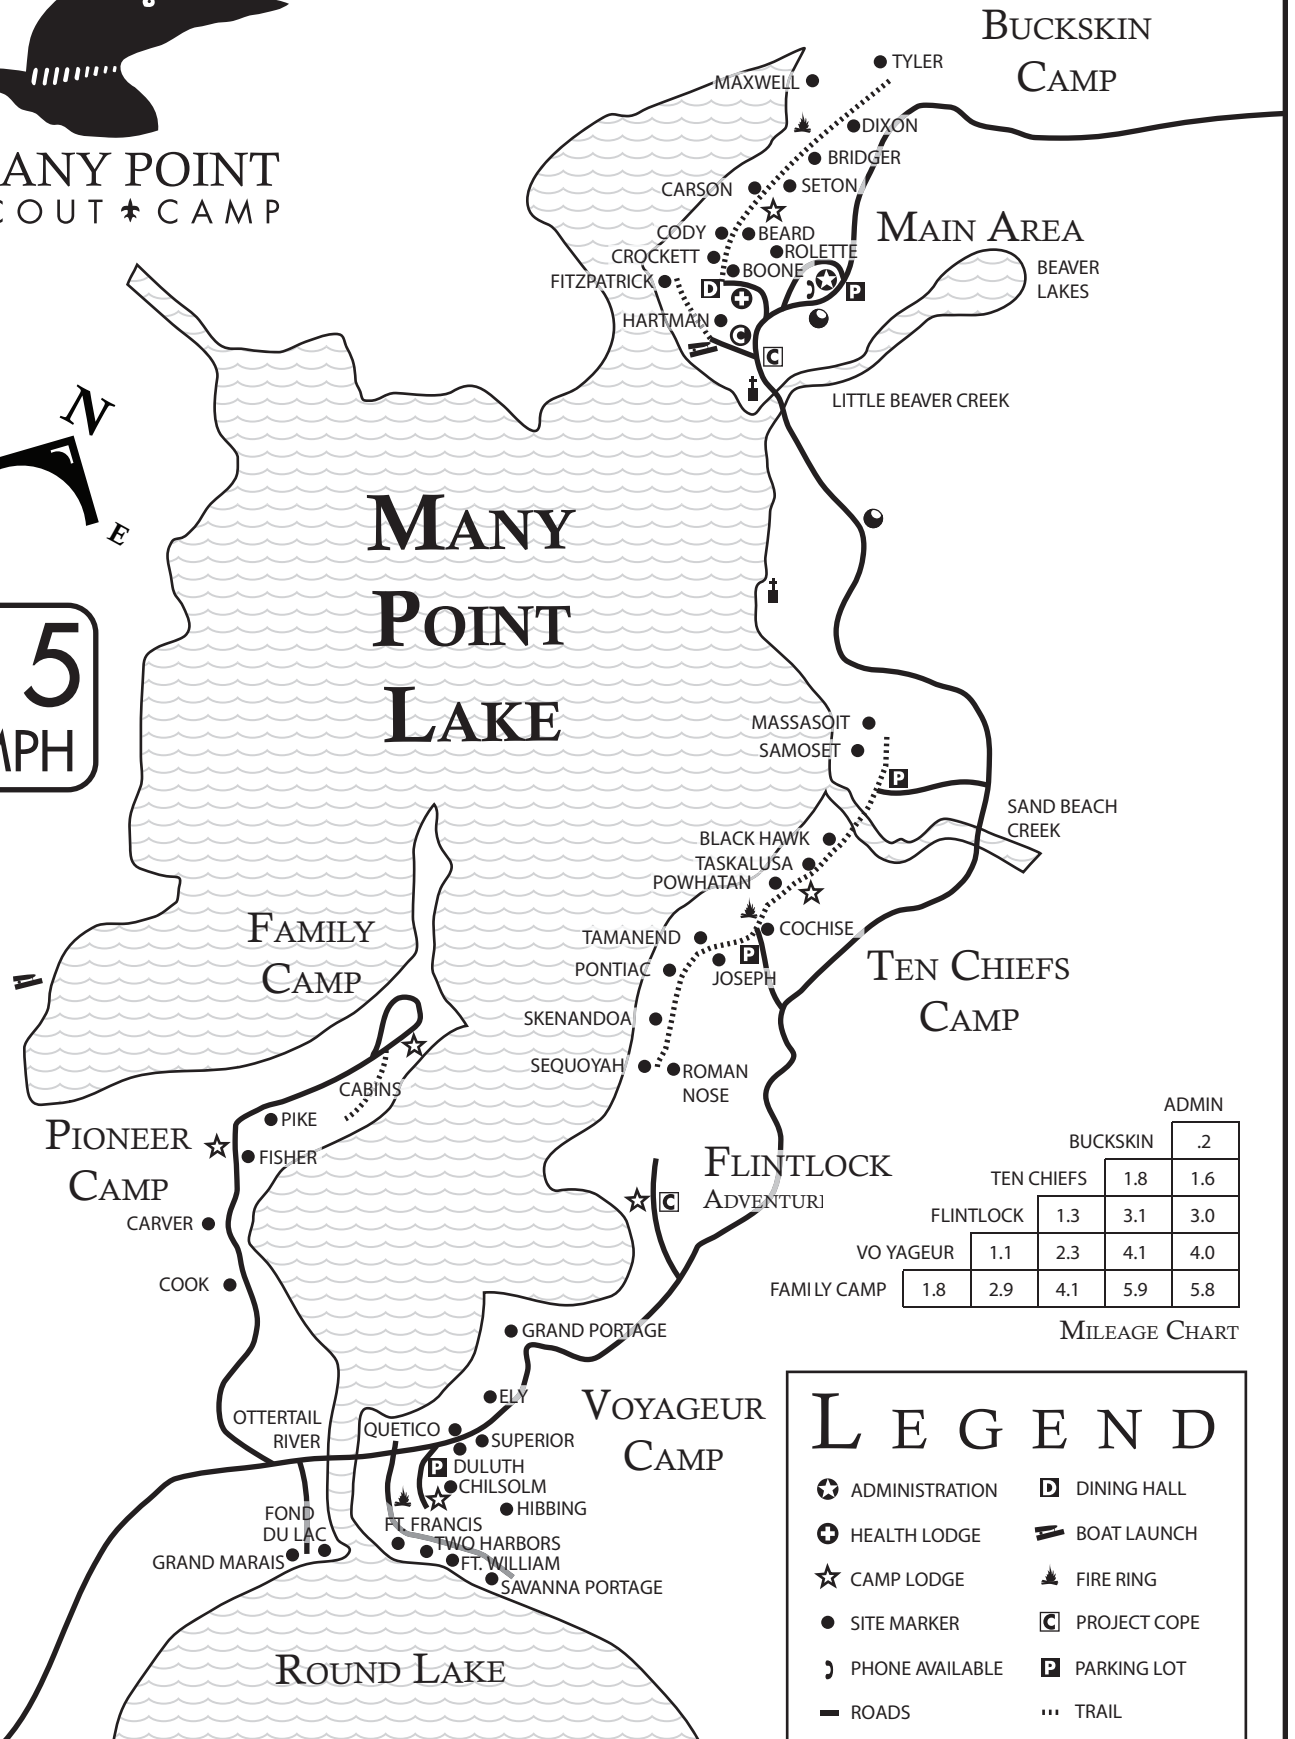 BUCKSKIN
CAMP
TYLER
MAXWELL
DIXON
BRIDGER
CARSON
SETON
ANY POINT
COUT CAMP
MAIN AREA
CODY
BEARD
CROCKETT
ROLETTE
BOONE
FITZPATRICK
BEAVER
LAKES
D
P
HARTMAN
C
C
LITTLE BEAVER CREEK
N
E
MANY
POINT
LAKE
5
MPH
MASSASOIT
SAMOSET
P
SAND BEACH
CREEK
BLACK HAWK
TASKALUSA
POWHATAN
FAMILY
CAMP
COCHISE
TAMANEND
P
PONTIAC
JOSEPH
TEN CHIEFS
CAMP
SKENANDOA
SEQUOYAH
ROMAN
NOSE
CABINS
PIKE
PIONEER
CAMP
FISHER
FLINTLOCK
ADVENTURE
C
CARVER
COOK
ADMIN
BUCKSKIN .2
TEN CHIEFS 1.8 1.6
FLINTLOCK 1.3 3.1 3.0
VO YAGEUR 1.1 2.3 4.1 4.0
FAMILY CAMP 1.8 2.9 4.1 5.9 5.8
MILEAGE CHART
GRAND PORTAGE
ELY
VOYAGEUR
CAMP
OTTERTAIL
RIVER
QUETICO
SUPERIOR
P
DULUTH
CHILSOLM
HIBBING
FOND
DU LAC
FT. FRANCIS
TWO HARBORS
GRAND MARAIS
FT. WILLIAM
SAVANNA PORTAGE
ROUND LAKE
LEGEND
ADMINISTRATION
D DINING HALL
HEALTH LODGE
BOAT LAUNCH
CAMP LODGE
FIRE RING
SITE MARKER
C PROJECT COPE
PHONE AVAILABLE
P PARKING LOT
ROADS
TRAIL